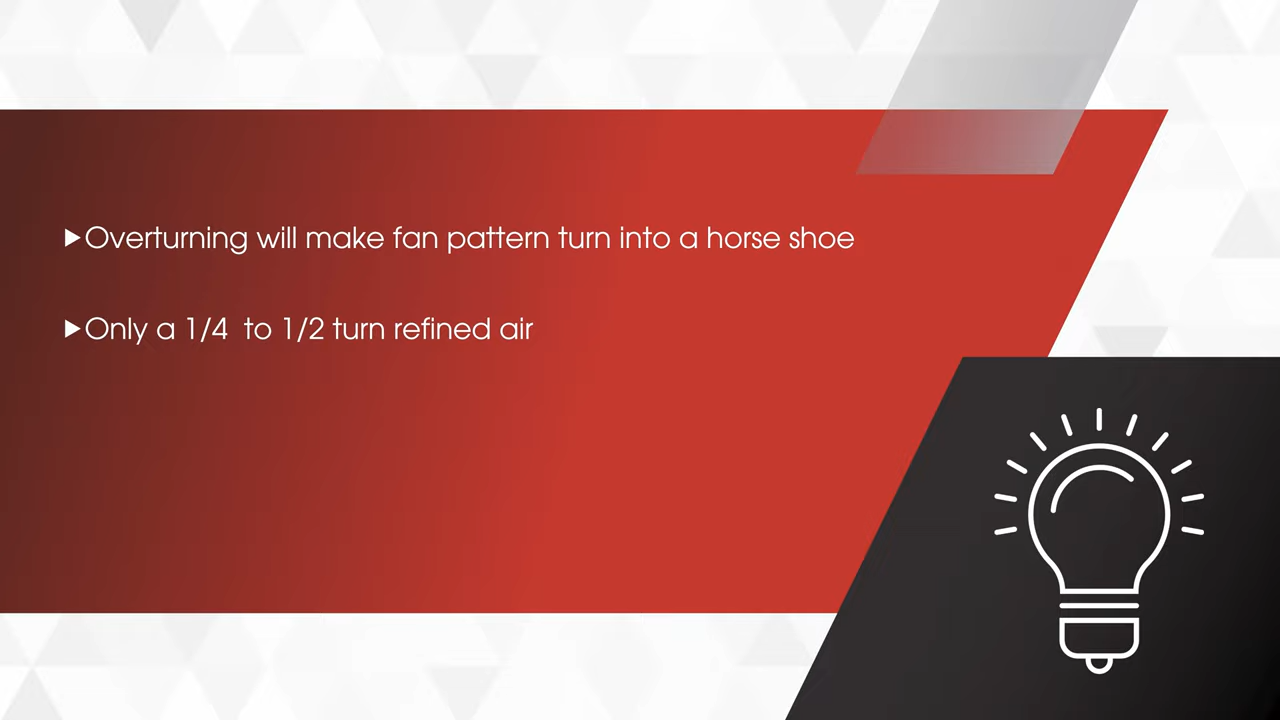 Overturning will make fan pattern turn into a horse shoe
Only a 1/4 to 1/2 turn refined air